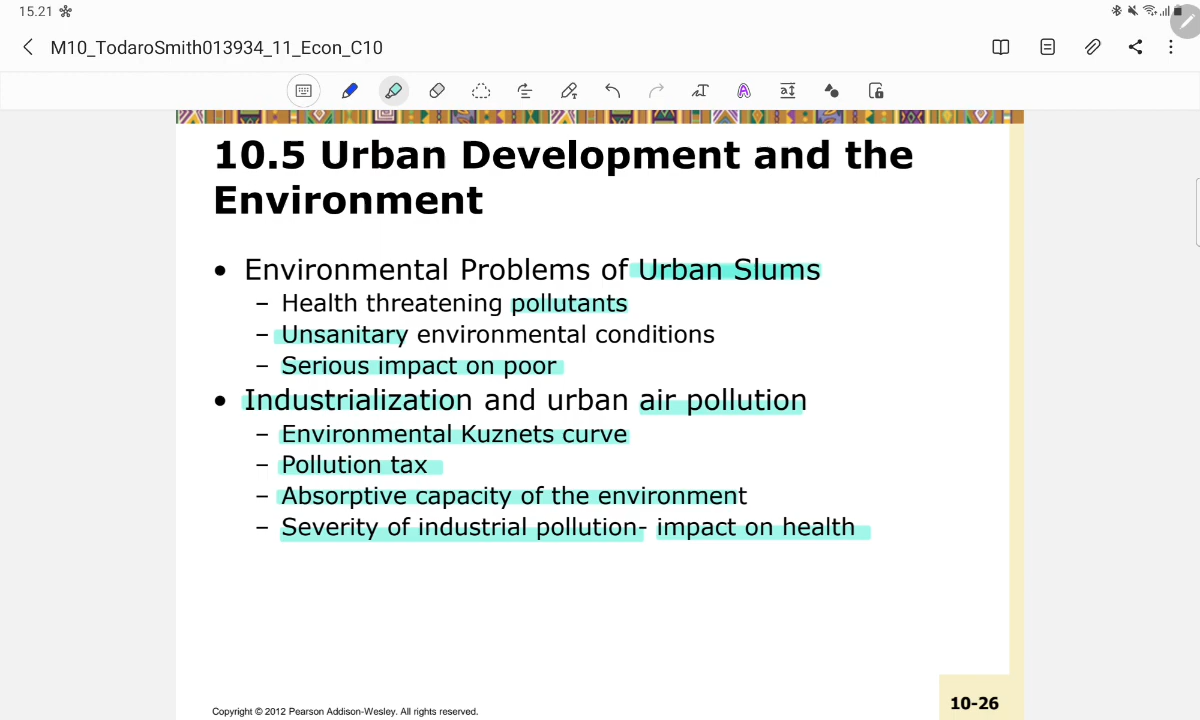 15.21
M10_TodaroSmith013934_11_Econ_C10
10.5 Urban Development and the
Environment
• Environmental Problems of Urban Slums
– Health threatening pollutants
– Unsanitary environmental conditions
– Serious impact on poor
• Industrialization and urban air pollution
– Environmental Kuznets curve
– Pollution tax
– Absorptive capacity of the environment
– Severity of industrial pollution- impact on health
Copyright © 2012 Pearson Addison-Wesley. All rights reserved.
10-26